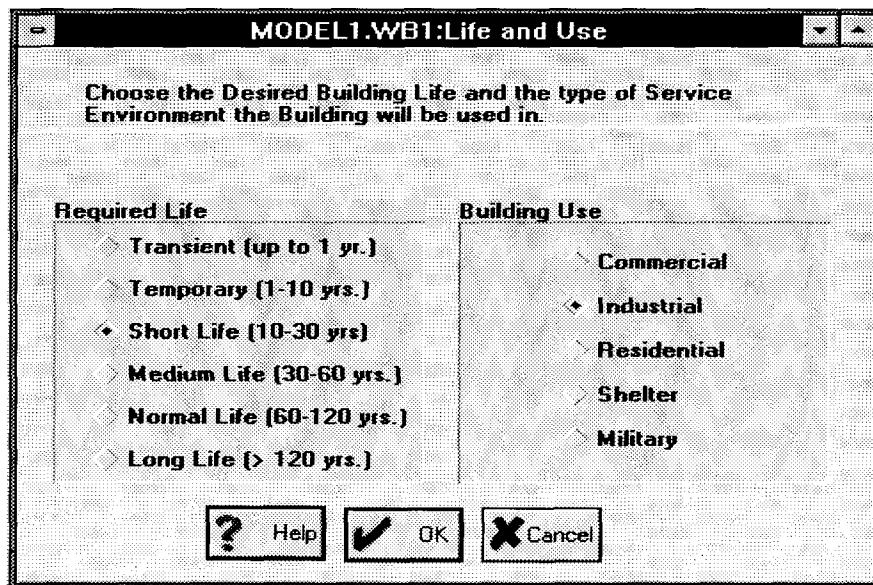 MODEL1.WB1:Life and Use
Choose the Desired Building Life and the type of Service
Environment the Building will be used in.
Required Life
Transient (up to 1 yr.)
Temporary (1-10 yrs.)
Short Life (10-30 yrs)
Medium Life (30-60 yrs.)
Normal Life (60-120 yrs.)
Long Life (> 120 yrs.)
Building Use
Commercial
Industrial
Residential
Shelter
Military
Help
OK
Cancel